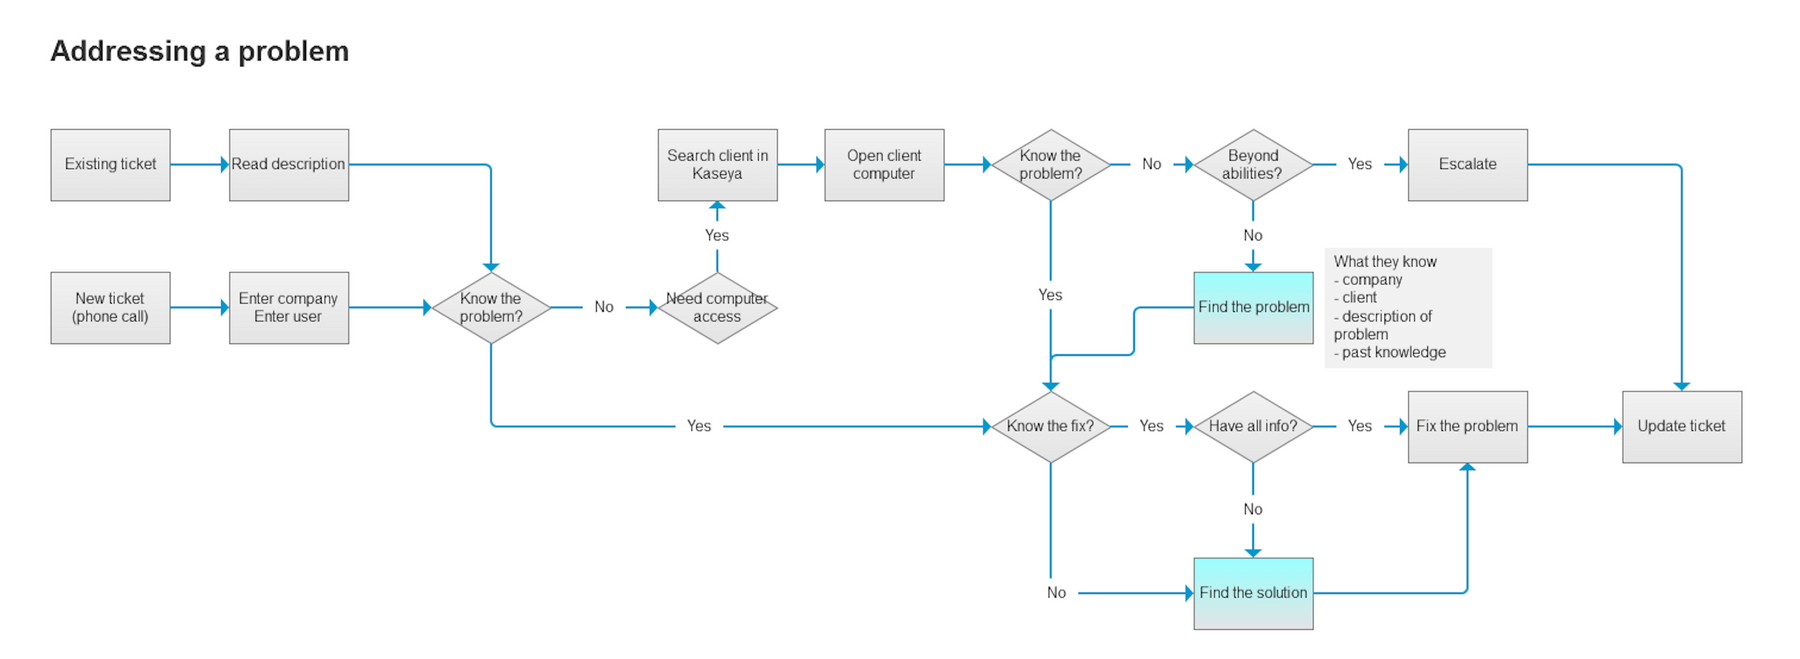 Addressing a problem
Existing ticket
Read description
Search client in
Kaseya
Open client
computer
Know the
problem?
No
Beyond
abilities?
Yes
Escalate
Yes
No
New ticket
(phone call)
Enter company
Enter user
Know the
problem?
No
Need computer
access
Yes
Find the problem
What they know
- company
- client
- description of
problem
- past knowledge
Yes
Know the fix?
Yes
Have all info?
Yes
Fix the problem
Update ticket
No
No
Find the solution